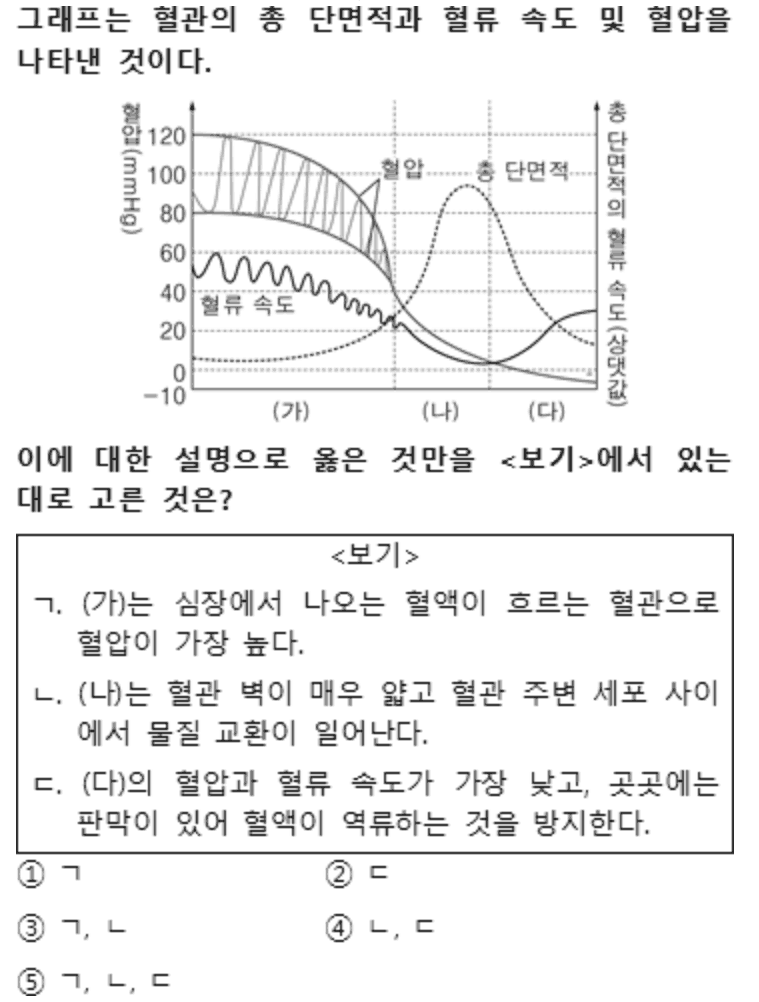 그래프는 혈관의 총 단면적과 혈류 속도 및 혈압을
나타낸 것이다.
혈압(mmHg)
120
100
80
60
40
20
0
-10
혈압
총 단면적
혈류 속도
총 단면적의 혈류 속도(상댓값)
(가)
(나)
(다)
이에 대한 설명으로 옳은 것만을 <보기>에서 있는
대로 고른 것은?
<보기>
ㄱ. (가)는 심장에서 나오는 혈액이 흐르는 혈관으로
혈압이 가장 높다.
ㄴ. (나)는 혈관 벽이 매우 얇고 혈관 주변 세포 사이
에서 물질 교환이 일어난다.
ㄷ. (다)의 혈압과 혈류 속도가 가장 낮고, 곳곳에는
판막이 있어 혈액이 역류하는 것을 방지한다.
① ㄱ ② ㄷ
③ ㄱ, ㄴ ④ ㄴ, ㄷ
⑤ ㄱ, ㄴ, ㄷ